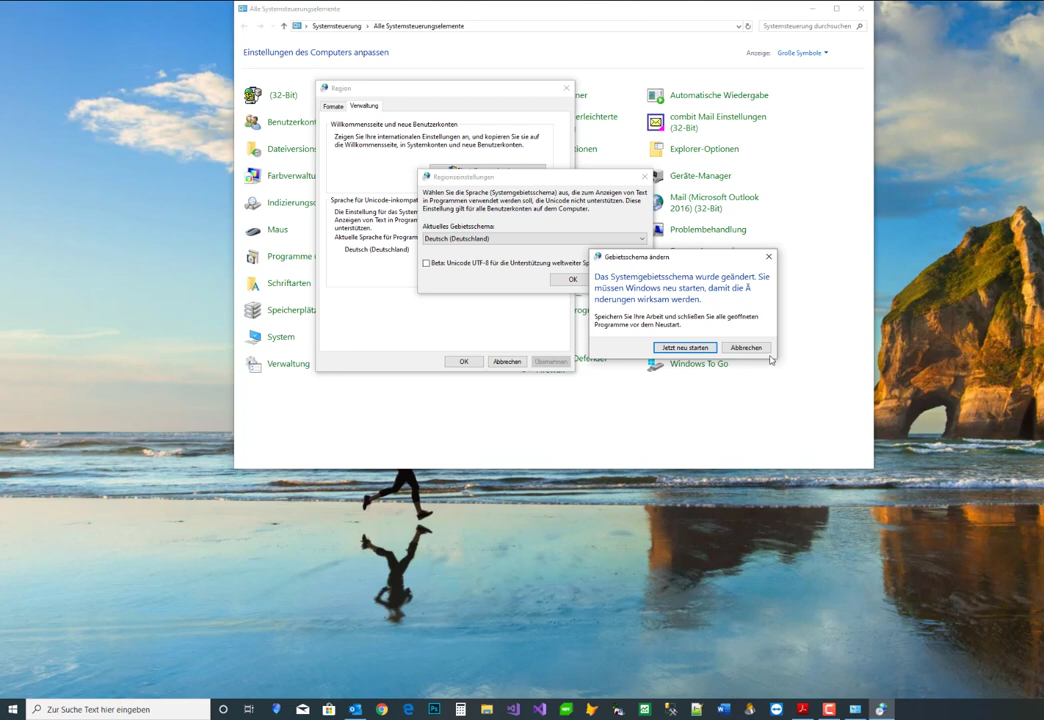 Alle Systemsteuerungselemente
Systemsteuerung › Alle Systemsteuerungselemente
Systemsteuerung durchsuchen
Einstellungen des Computers anpassen
Anzeige: Große Symbole
(32-Bit)
Automatische Wiedergabe
Benutzerkon
combit Mail Einstellungen
(32-Bit)
Dateiversions
Explorer-Optionen
Farbverwaltu
Geräte-Manager
Indizierungso
Mail (Microsoft Outlook
2016) (32-Bit)
Maus
Problembehandlung
Programme
Schriftarten
Speicherplät
System
Verwaltung
Windows To Go
Region
Formate
Verwaltung
Willkommensseite und neue Benutzerkonten
Zeigen Sie Ihre internationalen Einstellungen an, und kopieren Sie sie auf
die Willkommensseite, in Systemkonten und neue Benutzerkonten.
Sprache für Unicode-inkompat
Die Einstellung für das System
Anzeigen von Text in Program
unterstützen.
Aktuelle Sprache für Program
Deutsch (Deutschland)
OK
Abbrechen
Übernehmen
Regionseinstellungen
Wählen Sie die Sprache (Systemgebietsschema) aus, die zum Anzeigen von Text
in Programmen verwendet werden soll, die Unicode nicht unterstützen. Diese
Einstellung gilt für alle Benutzerkonten auf dem Computer.
Aktuelles Gebietsschema:
Deutsch (Deutschland)
Beta: Unicode UTF-8 für die Unterstützung weltweiter Sp
OK
Gebietsschema ändern
Das Systemgebietsschema wurde geändert. Sie
müssen Windows neu starten, damit die Ã
nderungen wirksam werden.
Speichern Sie Ihre Arbeit und schließen Sie alle geöffneten
Programme vor dem Neustart.
Jetzt neu starten
Abbrechen
Zur Suche Text hier eingeben